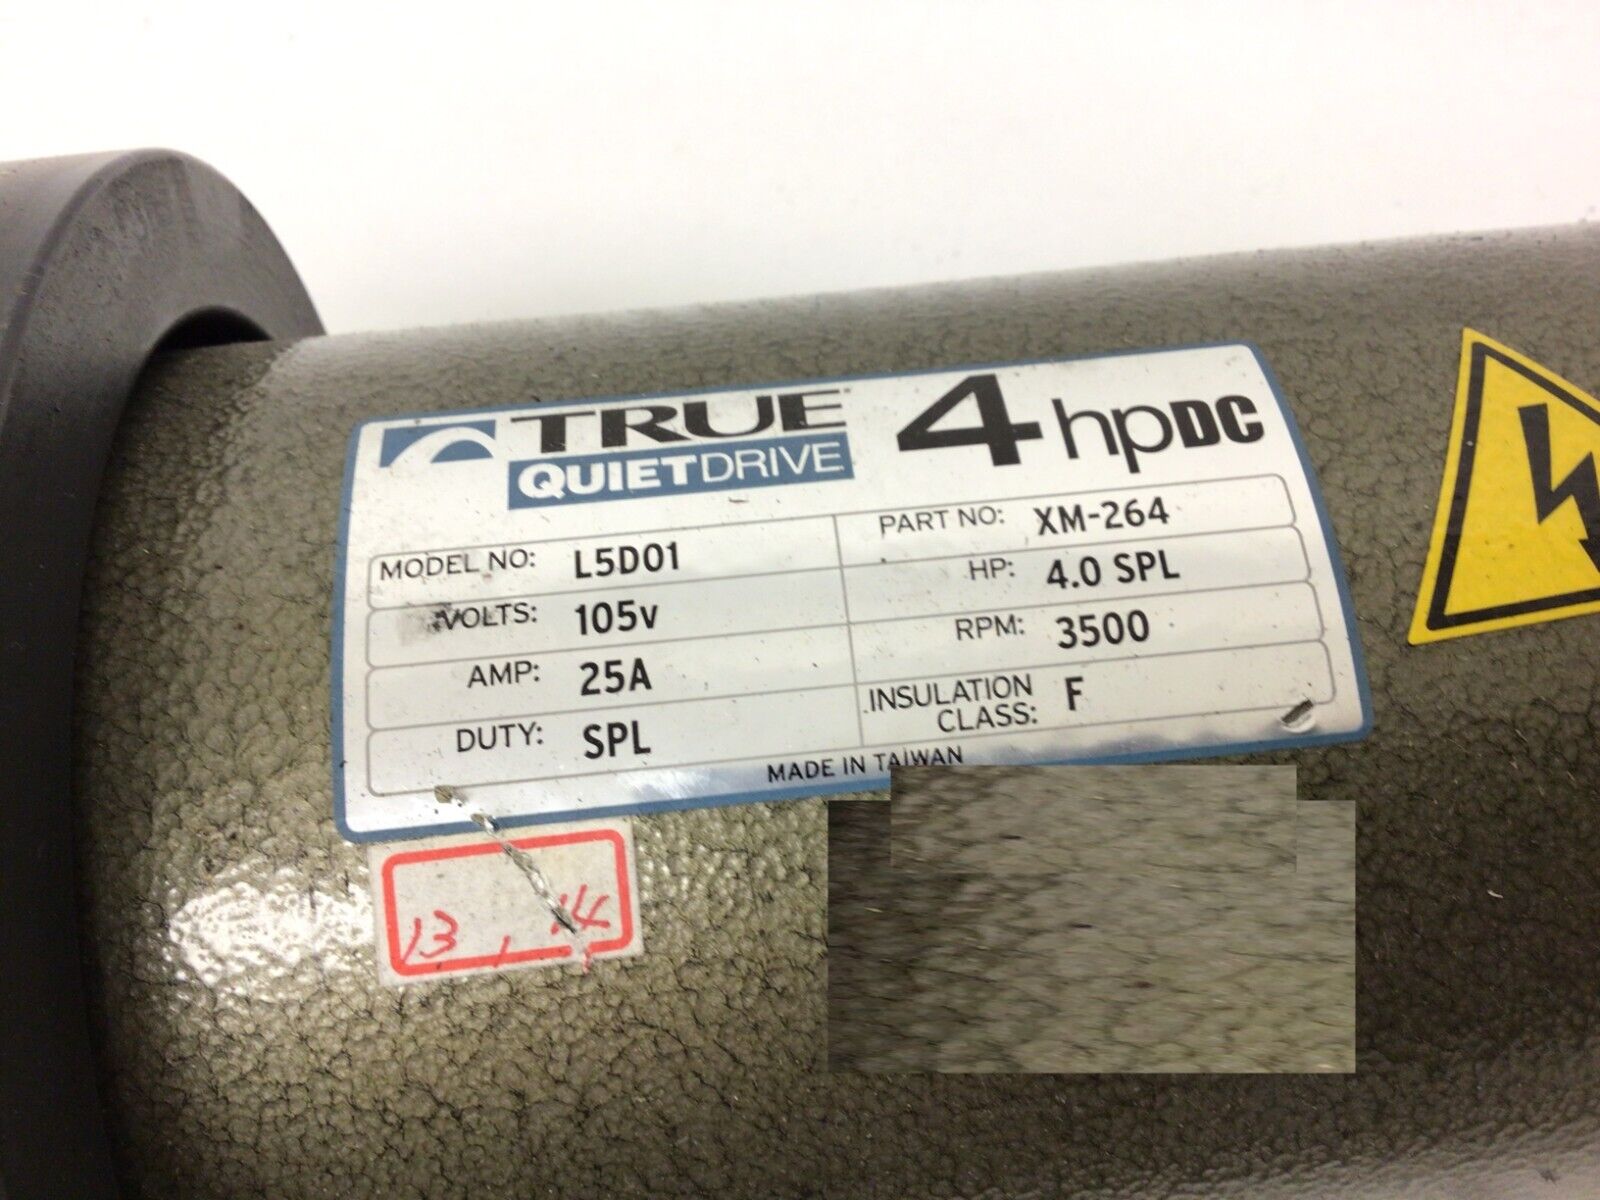 TRUE
QUIETDRIVE
4 hpDC
MODEL NO: L5D01
PART NO: XM-264
VOLTS: 105v
HP: 4.0 SPL
AMP: 25A
RPM: 3500
DUTY: SPL
INSULATION CLASS: F
MADE IN TAIWAN
13 14